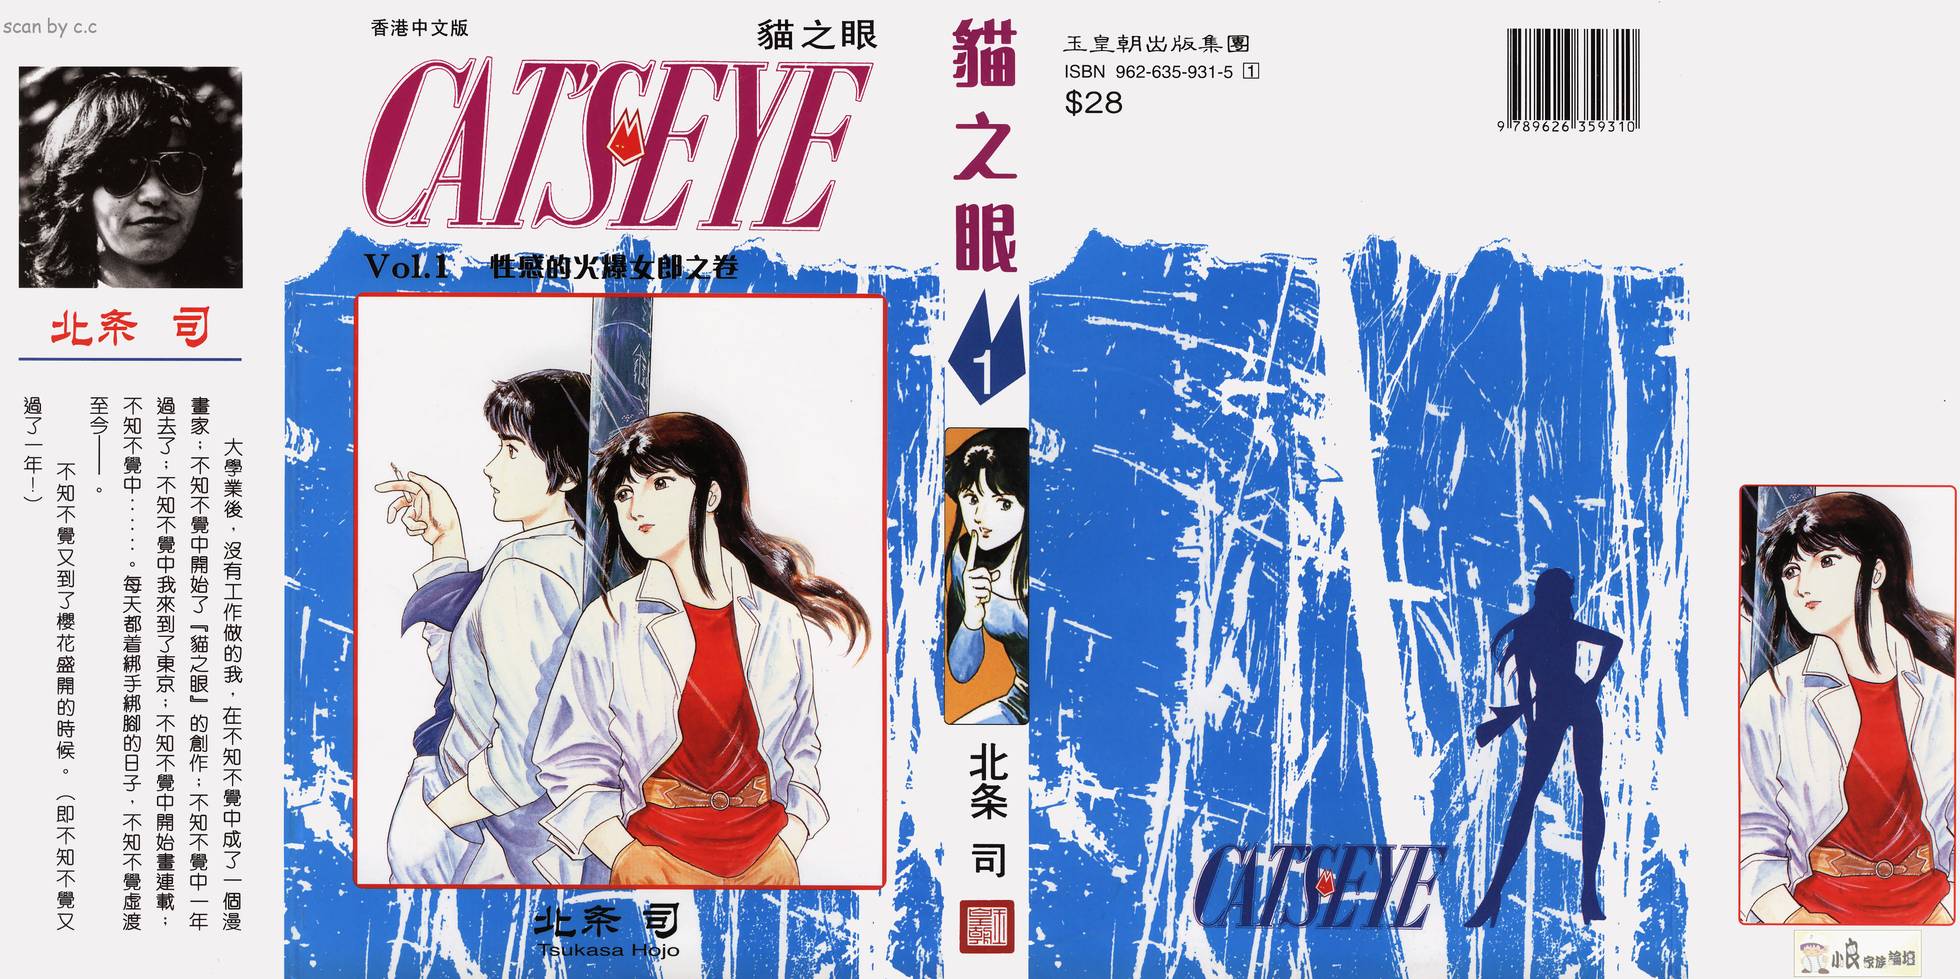 scan by c.c
北条 司
大學業後，沒有工作做的我，在不知不覺中成了一個漫
畫家；不知不覺中開始了『貓之眼』的創作；不知不覺中一年
過去了；不知不覺中我來到了東京；不知不覺中開始畫連載；
不知不覺中……。每天都着綁手綁腳的日子，不知不覺虛渡
至今——。
不知不覺又到了櫻花盛開的時候。（即不知不覺又
過了一年！）
香港中文版
貓之眼
CAT'S EYE
Vol.1 性感的火爆女郎之卷
北条 司
Tsukasa Hojo
貓之眼
1
北条 司
玉皇朝
玉皇朝出版集團
ISBN 962-635-931-5 1
$28
9 789626 359310
CAT'S EYE
小良家族論壇